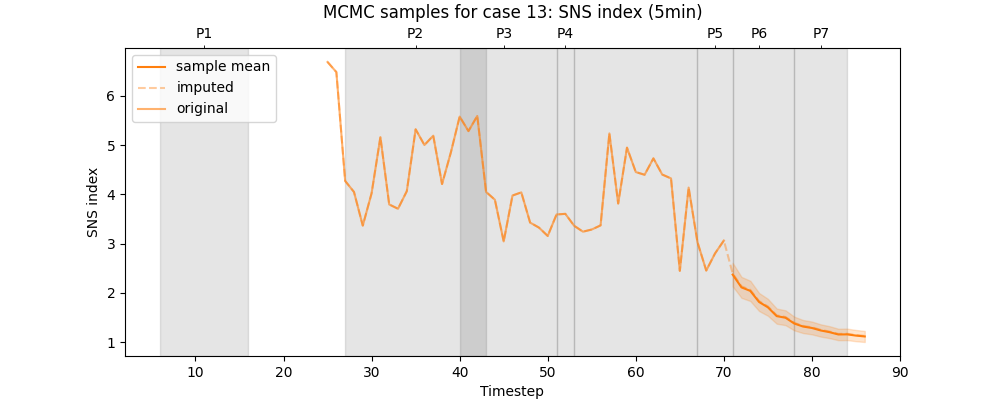 MCMC samples for case 13: SNS index (5min)
P1 P2 P3 P4 P5 P6 P7
sample mean
imputed
original
6
5
4
3
2
1
SNS index
10 20 30 40 50 60 70 80 90
Timestep